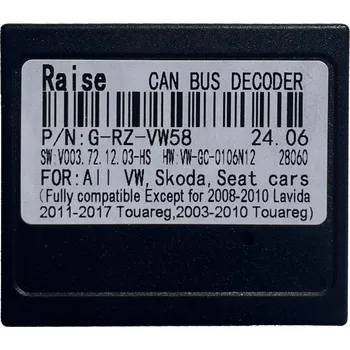 Raise CAN BUS DECODER
P/N:G-RZ-VW58 24.06
SW:V003.72.12.03-HS HW:VW-GC-0106N12 28060
FOR:All VW,Skoda,Seat cars
(Fully compatible Except for 2008-2010 Lavida
2011-2017 Touareg,2003-2010 Touareg)